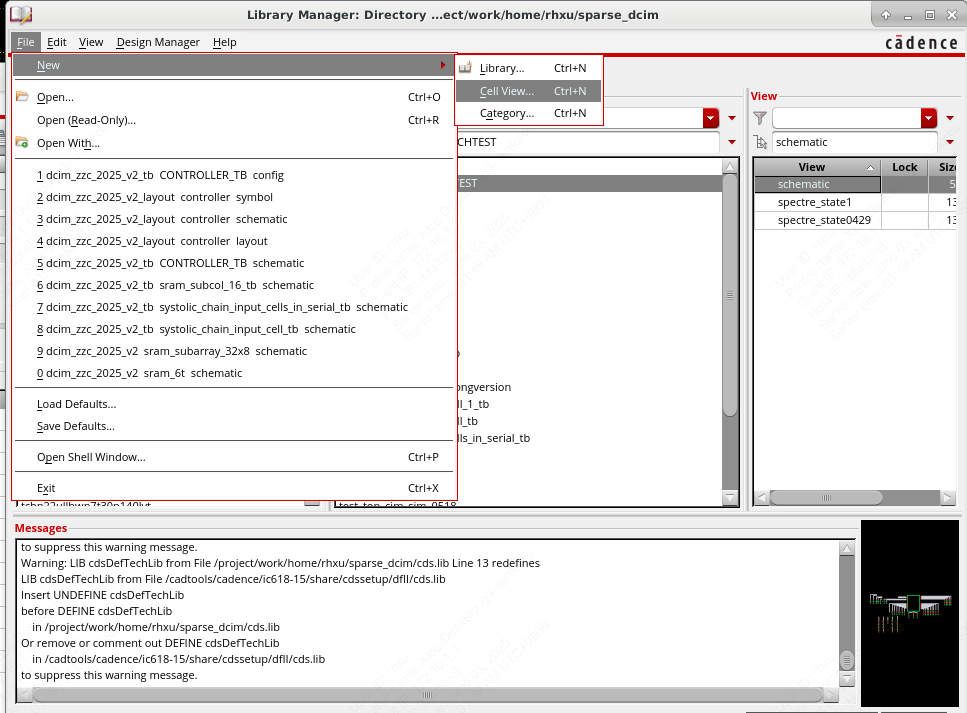 Library Manager: Directory ...ect/work/home/rhxu/sparse_dcim
File Edit View Design Manager Help
cādence
New
Library... Ctrl+N
Cell View... Ctrl+N
Category... Ctrl+N
Open... Ctrl+O
Open (Read-Only)... Ctrl+R
Open With...
1 dcim_zzc_2025_v2_tb CONTROLLER_TB config
2 dcim_zzc_2025_v2_layout controller symbol
3 dcim_zzc_2025_v2_layout controller schematic
4 dcim_zzc_2025_v2_layout controller layout
5 dcim_zzc_2025_v2_tb CONTROLLER_TB schematic
6 dcim_zzc_2025_v2_tb sram_subcol_16_tb schematic
7 dcim_zzc_2025_v2_tb systolic_chain_input_cells_in_serial_tb schematic
8 dcim_zzc_2025_v2_tb systolic_chain_input_cell_tb schematic
9 dcim_zzc_2025_v2 sram_subarray_32x8 schematic
0 dcim_zzc_2025_v2 sram_6t schematic
Load Defaults...
Save Defaults...
Open Shell Window... Ctrl+P
Exit Ctrl+X
CHTEST
EST
ongversion
ll_1_tb
ll_tb
lls_in_serial_tb
test_top_cim_sim_0518
View
schematic
View Lock Siz
schematic 5
spectre_state1 13
spectre_state0429 13
Messages
to suppress this warning message.
Warning: LIB cdsDefTechLib from File /project/work/home/rhxu/sparse_dcim/cds.lib Line 13 redefines
LIB cdsDefTechLib from File /cadtools/cadence/ic618-15/share/cdssetup/dfII/cds.lib
Insert UNDEFINE cdsDefTechLib
before DEFINE cdsDefTechLib
in /project/work/home/rhxu/sparse_dcim/cds.lib
Or remove or comment out DEFINE cdsDefTechLib
in /cadtools/cadence/ic618-15/share/cdssetup/dfII/cds.lib
to suppress this warning message.